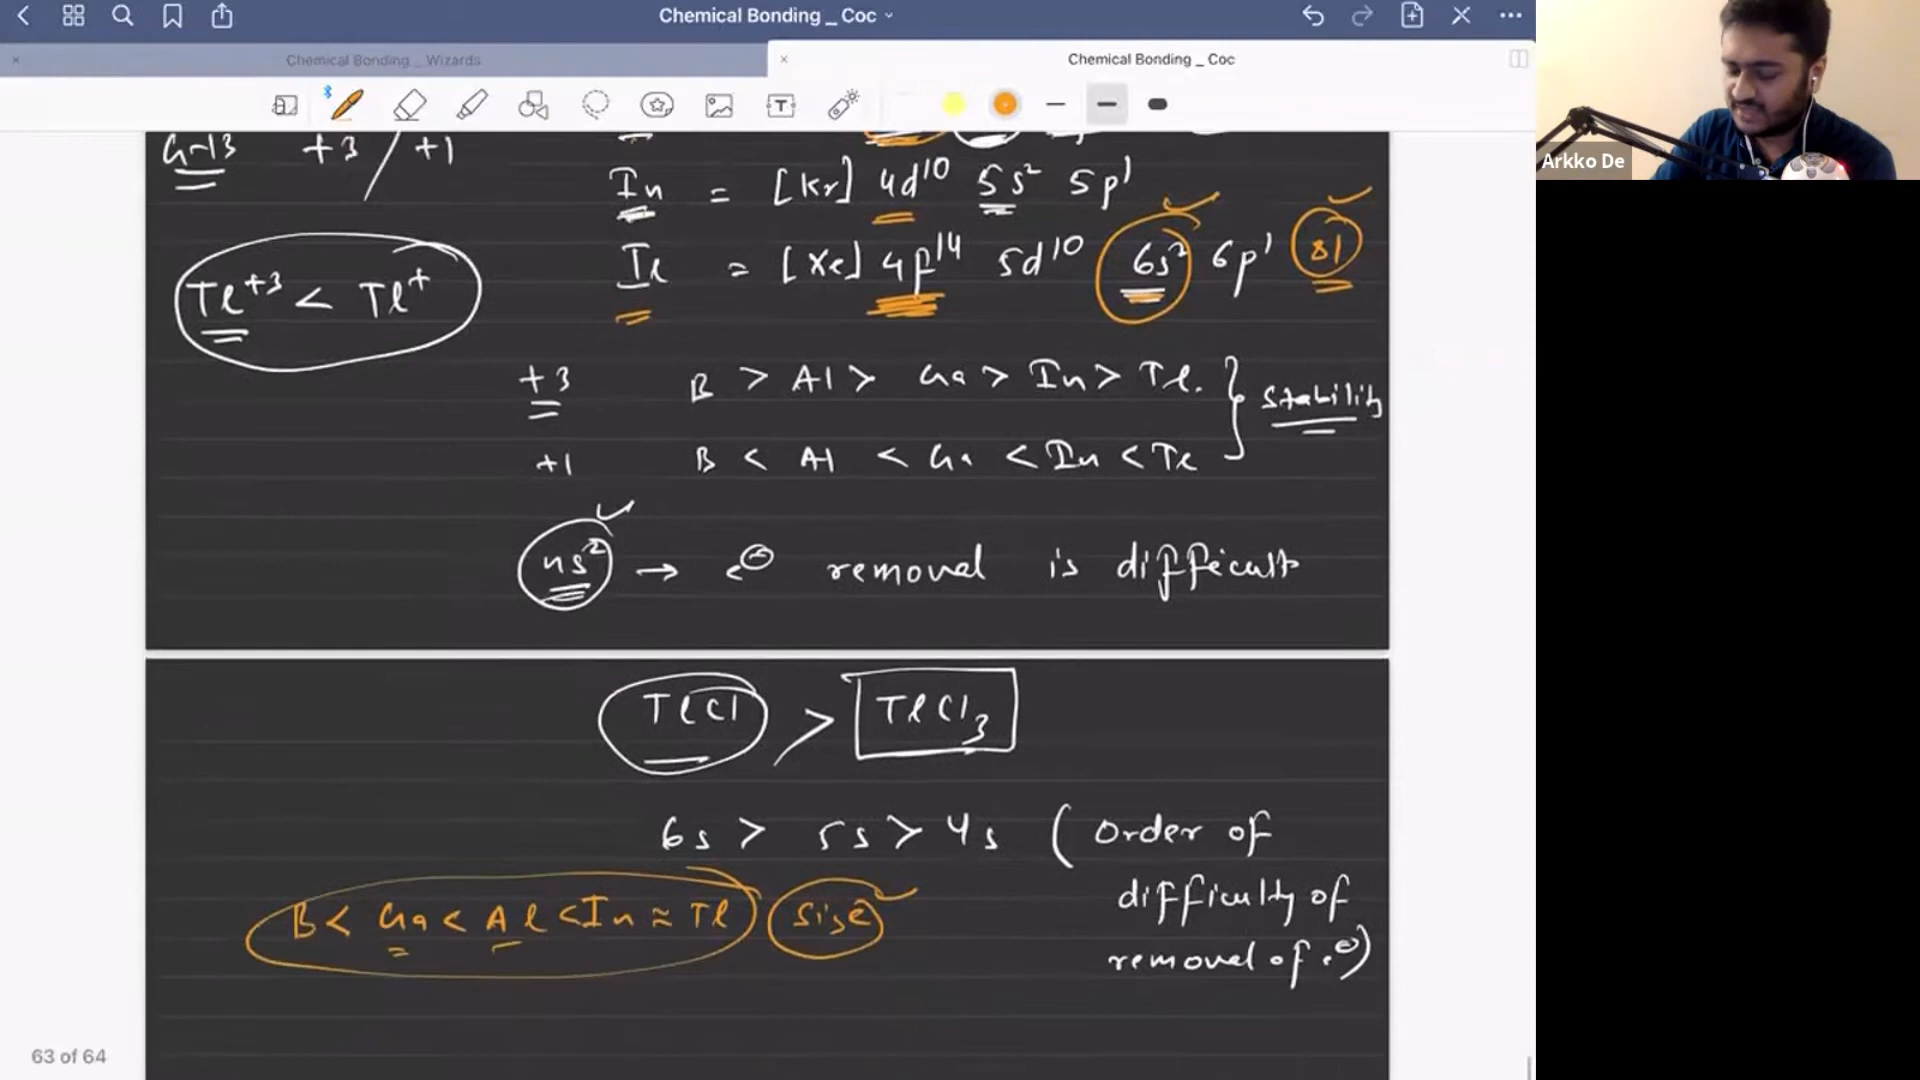 Chemical Bonding _ Coc
Chemical Bonding _ Wizards
Chemical Bonding _ Coc
Arkko De
G-13 +3 / +1
In = [Kr] 4d¹⁰ 5s² 5p¹
Tl = [Xe] 4f¹⁴ 5d¹⁰ 6s² 6p¹ 81
Tl⁺³ < Tl⁺
+3 B > Al > Ga > In > Tl. } Stability
+1 B < Al < Ga < In < Tl
ns² → e⊖ removal is difficult
TlCl > TlCl₃
6s > 5s > 4s (Order of
difficulty of
removal of e⊖)
B < Ga < Al < In ≈ Tl Size
63 of 64